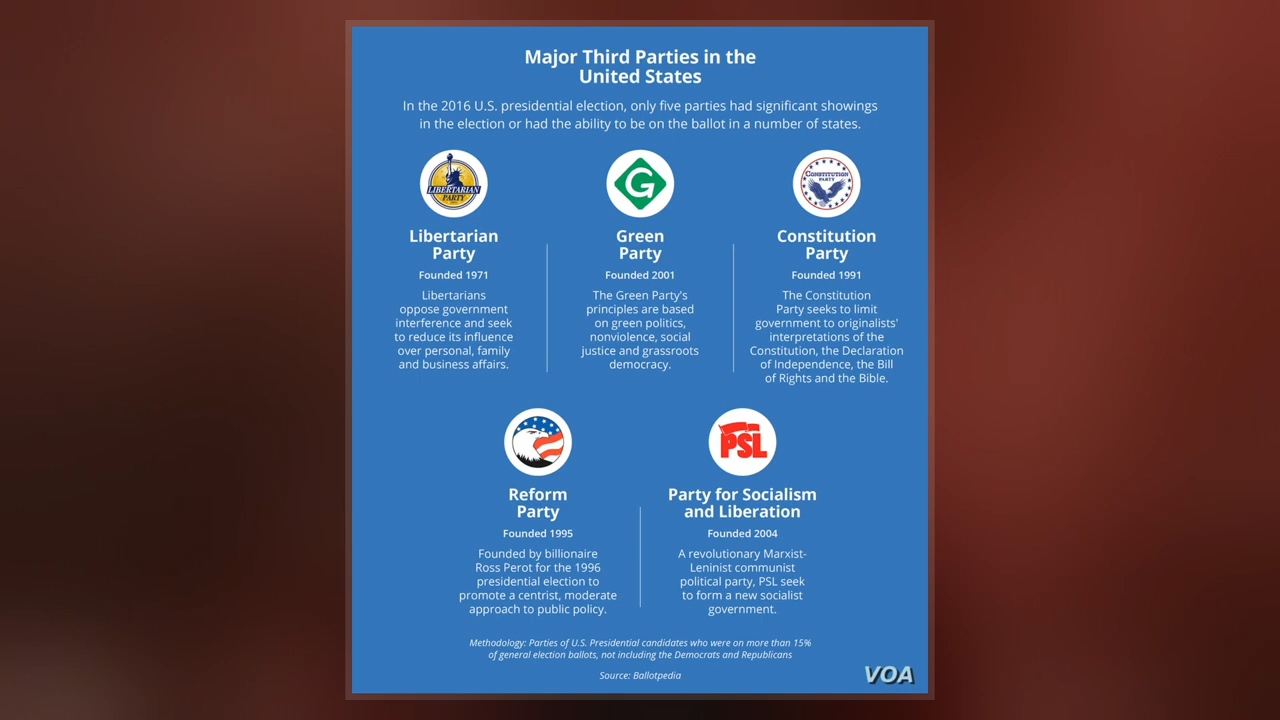 Major Third Parties in the
United States
In the 2016 U.S. presidential election, only five parties had significant showings
in the election or had the ability to be on the ballot in a number of states.
LIBERTARIAN
PARTY
G
CONSTITUTION
PARTY
Libertarian
Party
Founded 1971
Libertarians
oppose government
interference and seek
to reduce its influence
over personal, family
and business affairs.
Green
Party
Founded 2001
The Green Party's
principles are based
on green politics,
nonviolence, social
justice and grassroots
democracy.
Constitution
Party
Founded 1991
The Constitution
Party seeks to limit
government to originalists'
interpretations of the
Constitution, the Declaration
of Independence, the Bill
of Rights and the Bible.
PSL
Reform
Party
Founded 1995
Founded by billionaire
Ross Perot for the 1996
presidential election to
promote a centrist, moderate
approach to public policy.
Party for Socialism
and Liberation
Founded 2004
A revolutionary Marxist-
Leninist communist
political party, PSL seek
to form a new socialist
government.
Methodology: Parties of U.S. Presidential candidates who were on more than 15%
of general election ballots, not including the Democrats and Republicans
Source: Ballotpedia
VOA